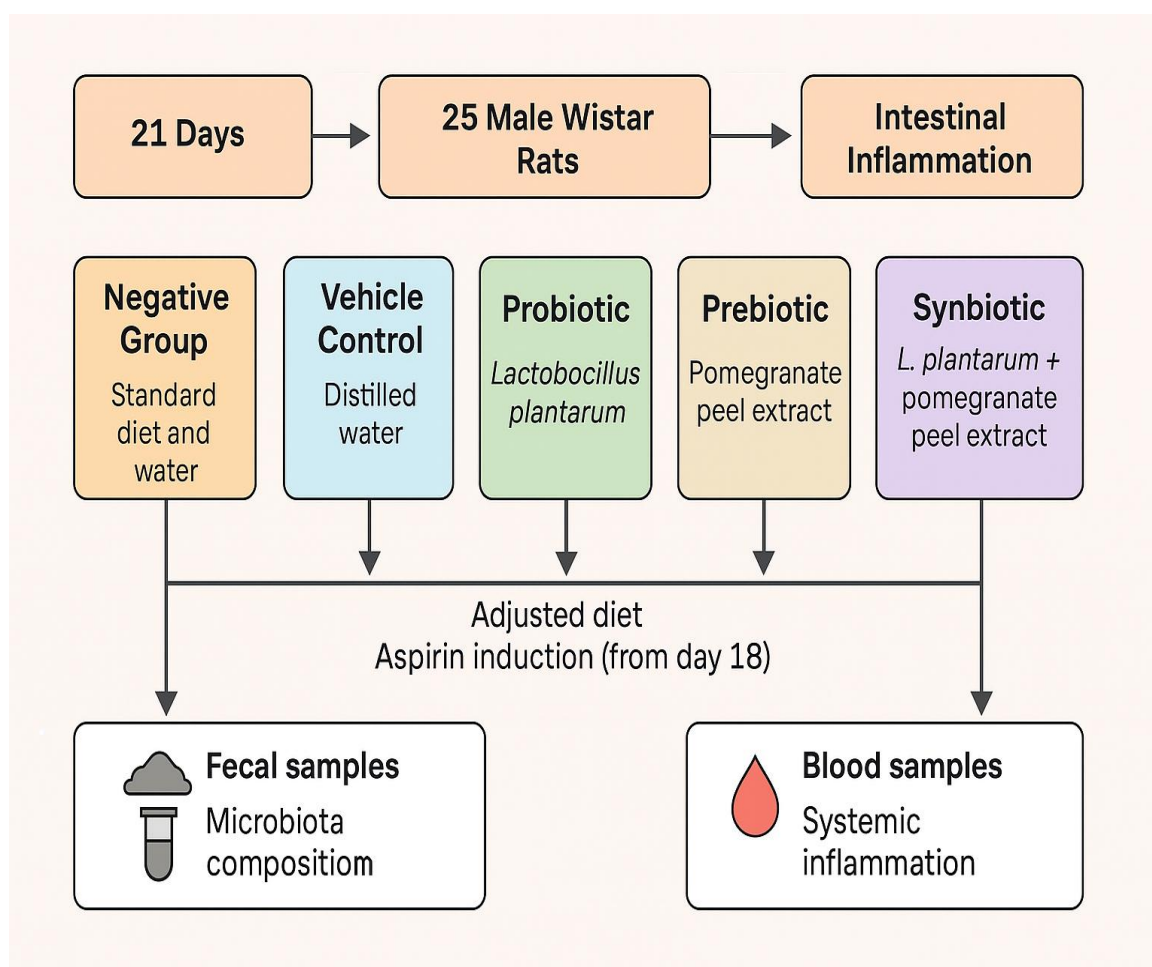 21 Days
25 Male Wistar
Rats
Intestinal
Inflammation
Negative
Group
Standard
diet and
water
Vehicle
Control
Distilled
water
Probiotic
Lactobocillus
plantarum
Prebiotic
Pomegranate
peel extract
Synbiotic
L. plantarum +
pomegranate
peel extract
Adjusted diet
Aspirin induction (from day 18)
Fecal samples
Microbiota
compositiom
Blood samples
Systemic
inflammation